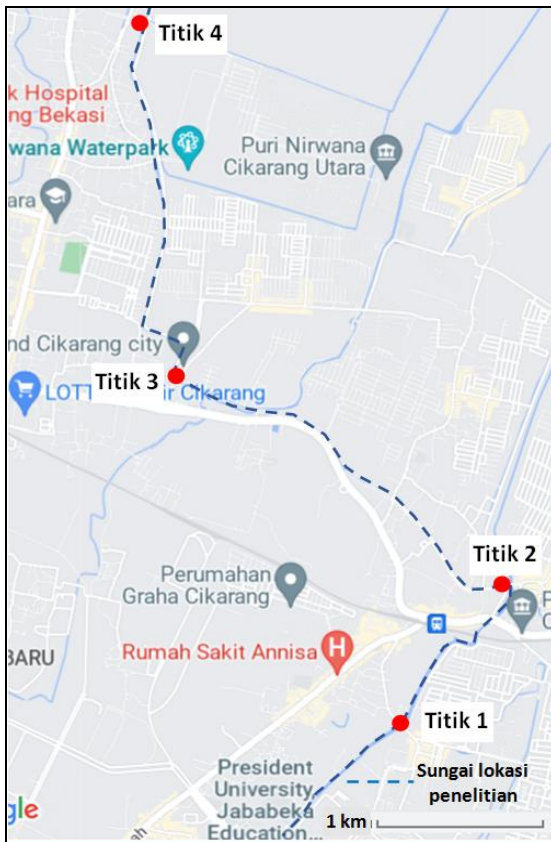 Titik 4
k Hospital
ng Bekasi
wana Waterpark
Puri Nirwana
Cikarang Utara
ara
nd Cikarang city
Titik 3
LOTT
ir Cikarang
Titik 2
Perumahan
Graha Cikarang
P
C
BARU
Rumah Sakit Annisa
Titik 1
President
University,
Jababeka
Education...
Sungai lokasi
penelitian
gle
ah
1 km